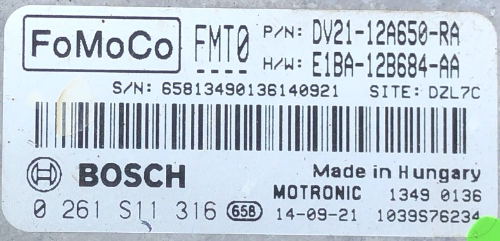 FoMoCo FMT0 P/N: DV21-12A650-RA
H/W: E1BA-12B684-AA
S/N: 65813490136140921 SITE: DZL7C
BOSCH Made in Hungary
MOTRONIC 1349 0136
0 261 S11 316 658 14-09-21 1039S76234